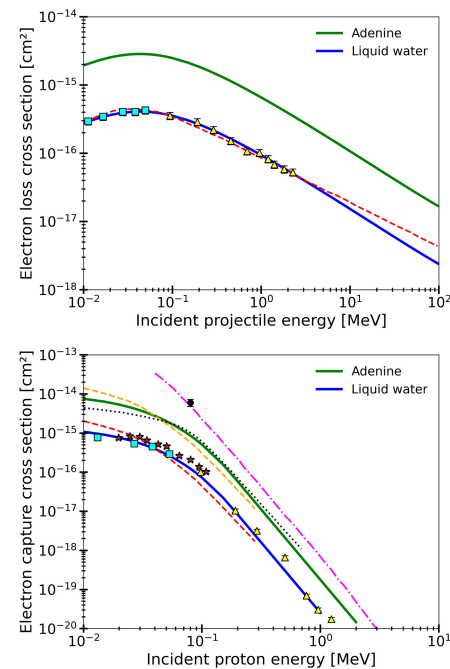 10⁻¹⁴
Adenine
Liquid water
10⁻¹⁵
10⁻¹⁶
10⁻¹⁷
10⁻¹⁸
Electron loss cross section [cm²]
10⁻² 10⁻¹ 10⁰ 10¹ 10²
Incident projectile energy [MeV]
10⁻¹³
Adenine
Liquid water
10⁻¹⁴
10⁻¹⁵
10⁻¹⁶
10⁻¹⁷
10⁻¹⁸
10⁻¹⁹
10⁻²⁰
Electron capture cross section [cm²]
10⁻² 10⁻¹ 10⁰ 10¹
Incident proton energy [MeV]